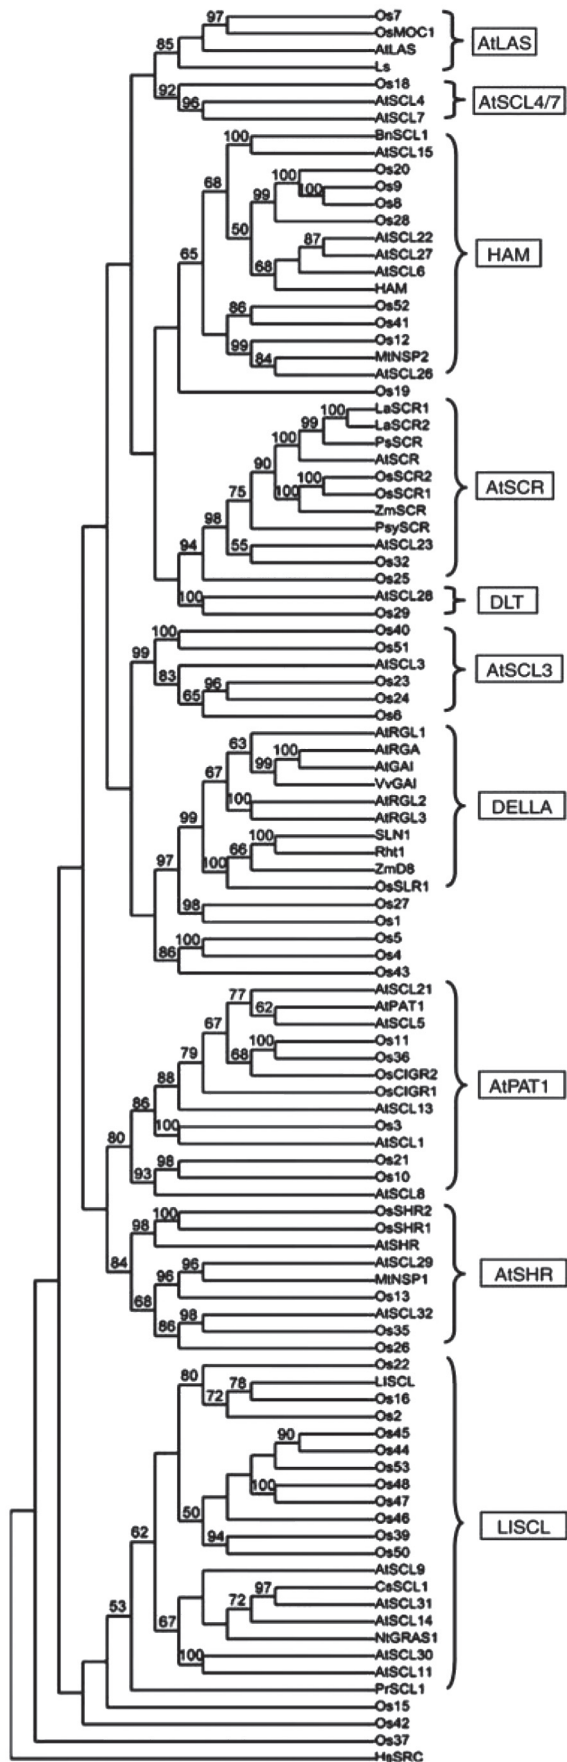 97 Os7
OsMOC1
85 AtLAS
Ls
AtLAS
92 Os18
96 AtSCL4
AtSCL7
AtSCL4/7
100 BnSCL1
AtSCL15
100 Os20
68 100 Os9
99 Os8
Os28
50 87 AtSCL22
AtSCL27
68 AtSCL6
65 HAM
HAM
86 Os52
Os41
99 Os12
84 MtNSP2
AtSCL26
Os19
100 LaSCR1
99 LaSCR2
100 PsSCR
AtSCR
90 100 OsSCR2
100 OsSCR1
75 ZmSCR
AtSCR
98 PsySCR
94 55 AtSCL23
Os32
Os25
100 AtSCL28
Os29
DLT
100 Os40
99 Os51
83 AtSCL3
96 Os23
65 Os24
Os6
AtSCL3
63 AtRGL1
100 AtRGA
67 99 AtGAI
VvGAI
100 AtRGL2
99 AtRGL3
DELLA
100 SLN1
66 Rht1
97 100 ZmD8
OsSLR1
98 Os27
Os1
100 Os5
86 Os4
Os43
77 AtSCL21
62 AtPAT1
67 AtSCL5
100 Os11
68 Os36
79 OsCIGR2
88 OsCIGR1
86 AtSCL13
AtPAT1
100 Os3
80 AtSCL1
98 Os21
93 Os10
AtSCL8
100 OsSHR2
98 OsSHR1
AtSHR
84 96 AtSCL29
96 MtNSP1
AtSHR
68 Os13
98 AtSCL32
86 Os35
Os26
80 Os22
78 LlSCL
72 Os16
Os2
90 Os45
Os44
Os53
100 Os48
Os47
50 Os46
94 Os39
LISCL
62 Os50
AtSCL9
97 CsSCL1
72 AtSCL31
53 67 AtSCL14
NtGRAS1
100 AtSCL30
AtSCL11
PrSCL1
Os15
Os42
Os37
HsSRC